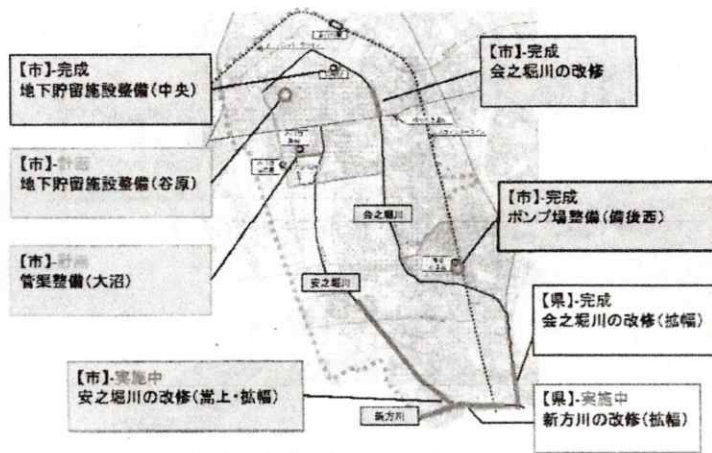 【市】-完成
地下貯留施設整備(中央)
【市】-完成
会之堀川の改修
【市】-計画
地下貯留施設整備(谷原)
【市】-完成
ポンプ場整備(備後西)
会之堀川
【市】-計画
管渠整備(大沼)
安之堀川
【県】-完成
会之堀川の改修(拡幅)
【市】-実施中
安之堀川の改修(嵩上・拡幅)
新方川
【県】-実施中
新方川の改修(拡幅)